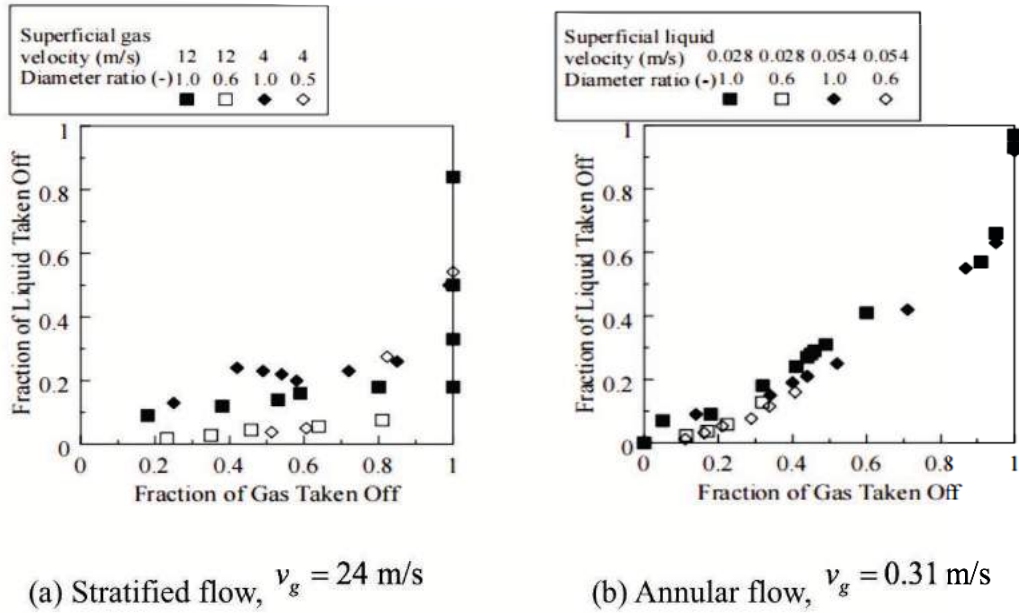 Superficial gas
velocity (m/s) 12 12 4 4
Diameter ratio (-) 1.0 0.6 1.0 0.5
1
0.8
0.6
0.4
0.2
0
Fraction of Liquid Taken Off
0 0.2 0.4 0.6 0.8 1
Fraction of Gas Taken Off
(a) Stratified flow, v_g = 24 m/s
Superficial liquid
velocity (m/s) 0.028 0.028 0.054 0.054
Diameter ratio (-) 1.0 0.6 1.0 0.6
1
0.8
0.6
0.4
0.2
0
Fraction of Liquid Taken Off
0 0.2 0.4 0.6 0.8 1
Fraction of Gas Taken Off
(b) Annular flow, v_g = 0.31 m/s